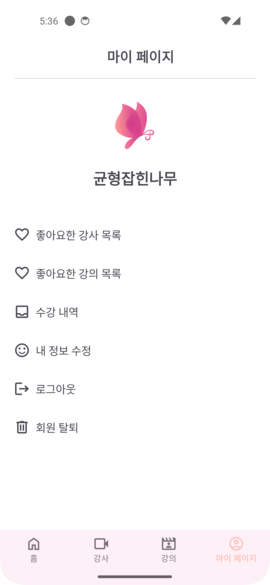 5:36
마이 페이지
균형잡힌나무
좋아요한 강사 목록
좋아요한 강의 목록
수강 내역
내 정보 수정
로그아웃
회원 탈퇴
홈
강사
강의
마이 페이지